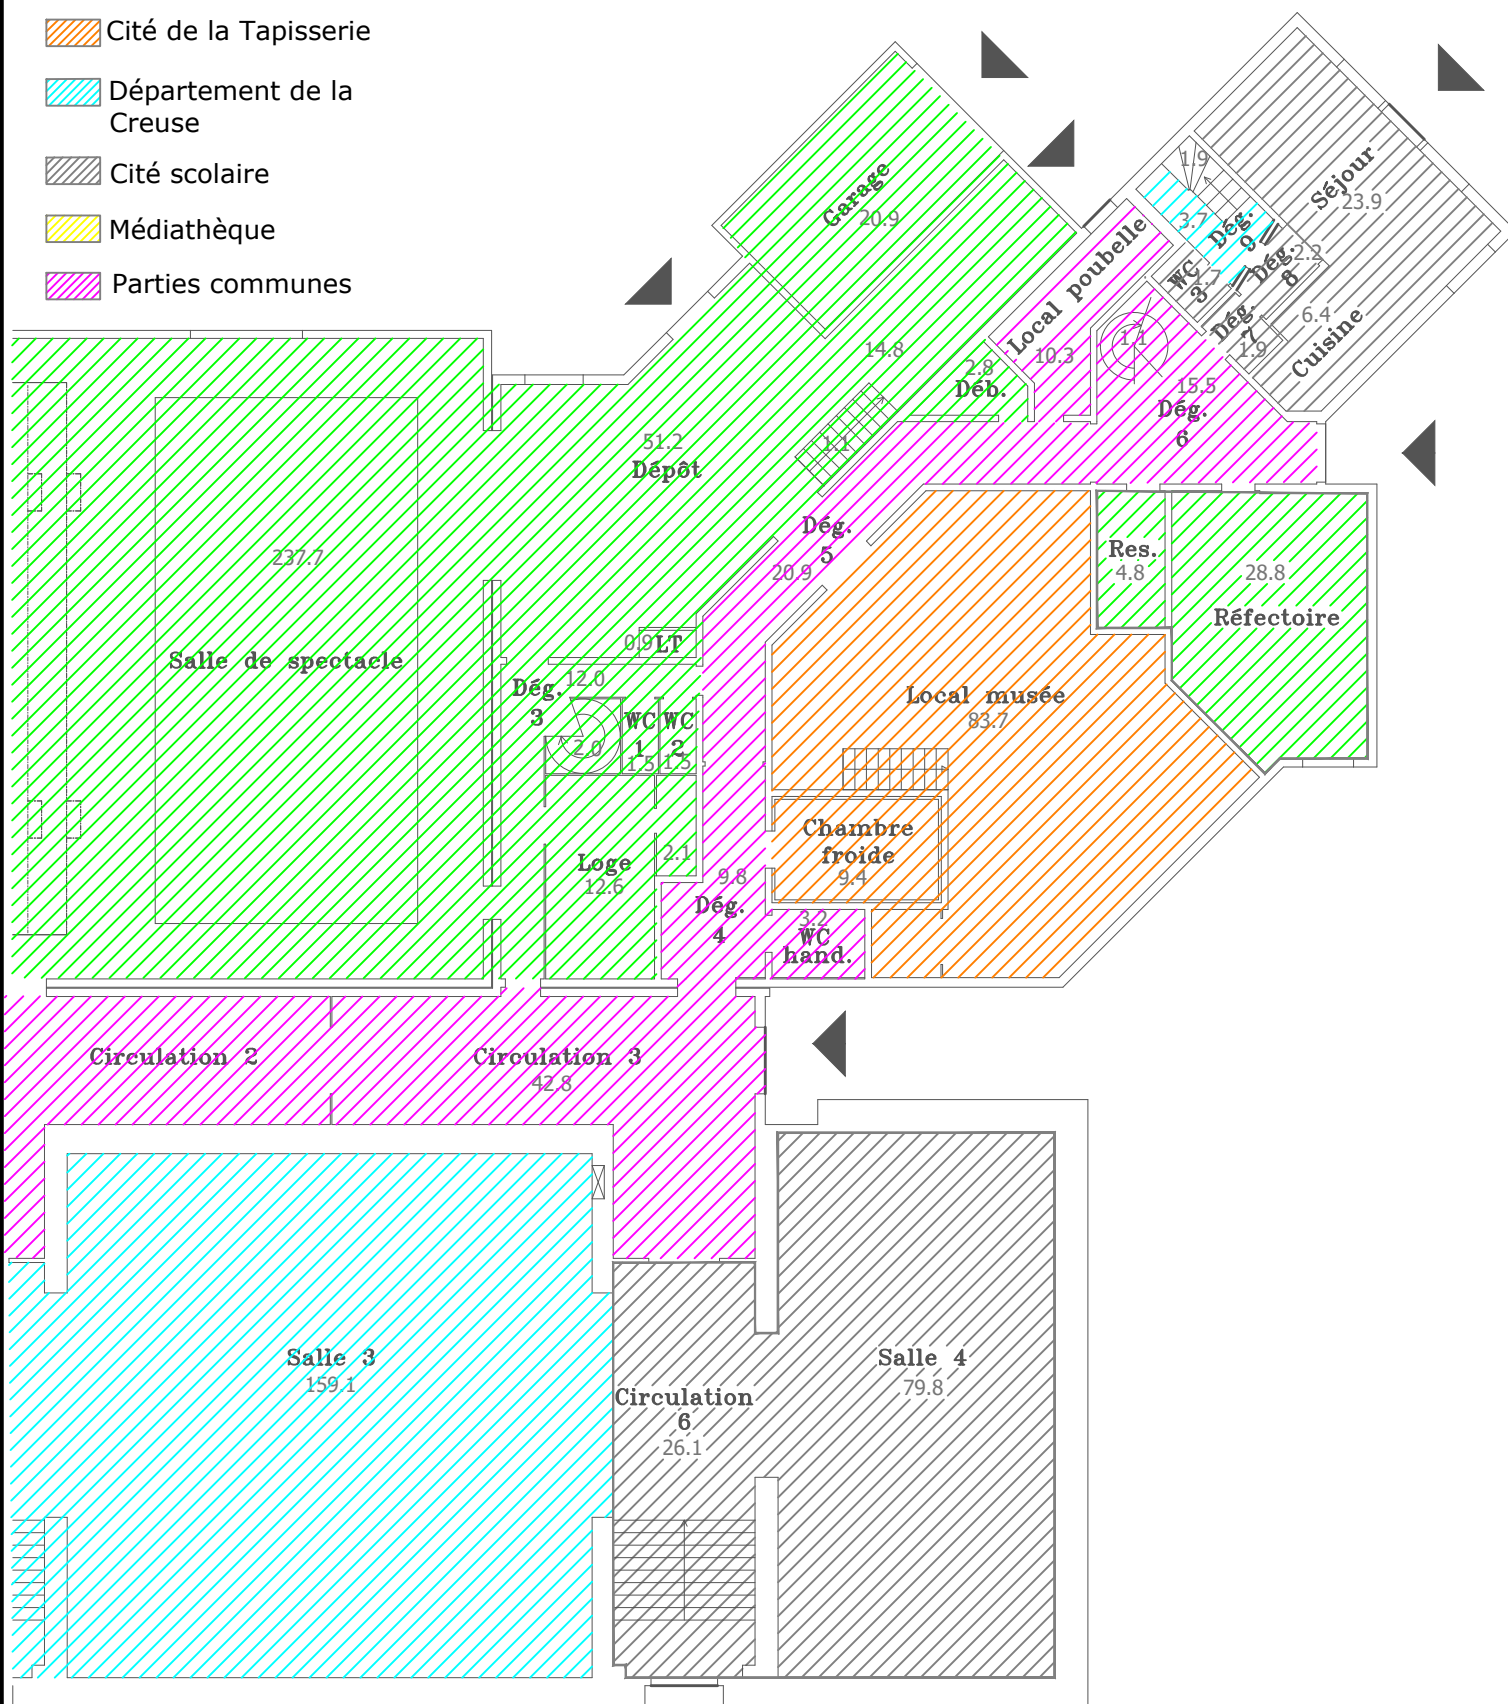 Cité de la Tapisserie
Département de la
Creuse
Cité scolaire
Médiathèque
Parties communes
1.9
Séjour
23.9
Garage
20.9
3.7
Dég.
9
2.2
Dég.
8
WC
3
1.7
Local poubelle
10.3
Dég.
7
1.9
6.4
Cuisine
1.1
15.5
Dég.
6
14.8
2.8
Déb.
1.1
51.2
Dépôt
237.7
Salle de spectacle
Dég.
5
20.9
Res.
4.8
28.8
Réfectoire
0.9
LT
12.0
Dég.
3
2.0
WC
1
1.5
WC
2
1.5
Local musée
83.7
Chambre
froide
9.4
Loge
12.6
2.1
9.8
Dég.
4
3.2
WC
hand.
Circulation 2
Circulation 3
42.8
Salle 3
159.1
Circulation
6
26.1
Salle 4
79.8